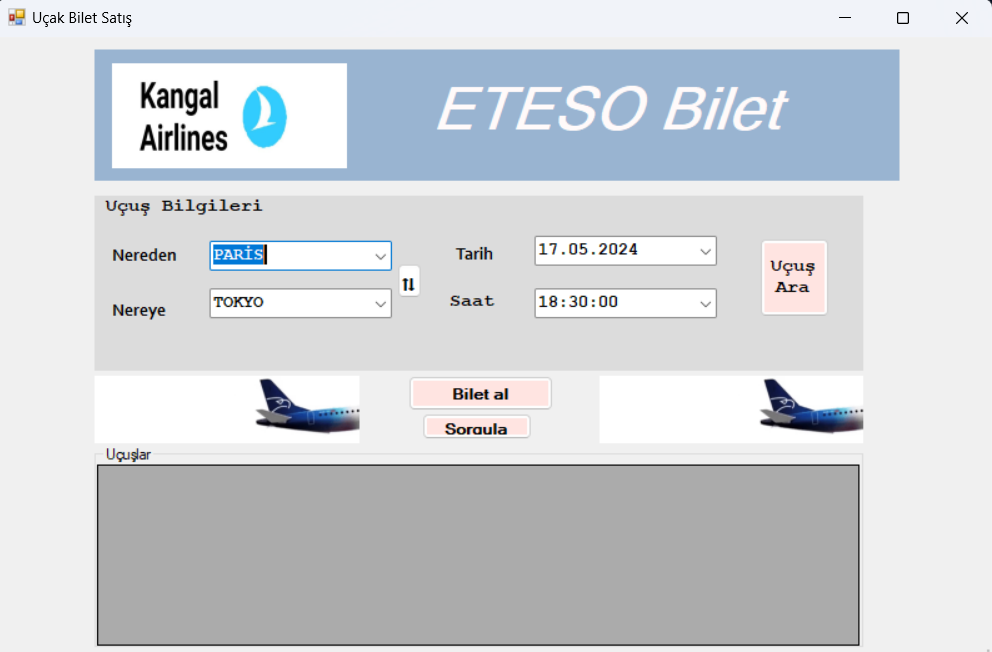 Uçak Bilet Satış
Kangal
Airlines
ETESO Bilet
Uçuş Bilgileri
Nereden
PARİS
Tarih
17.05.2024
Uçuş
Ara
Nereye
TOKYO
Saat
18:30:00
Bilet al
Sorgula
Uçuşlar